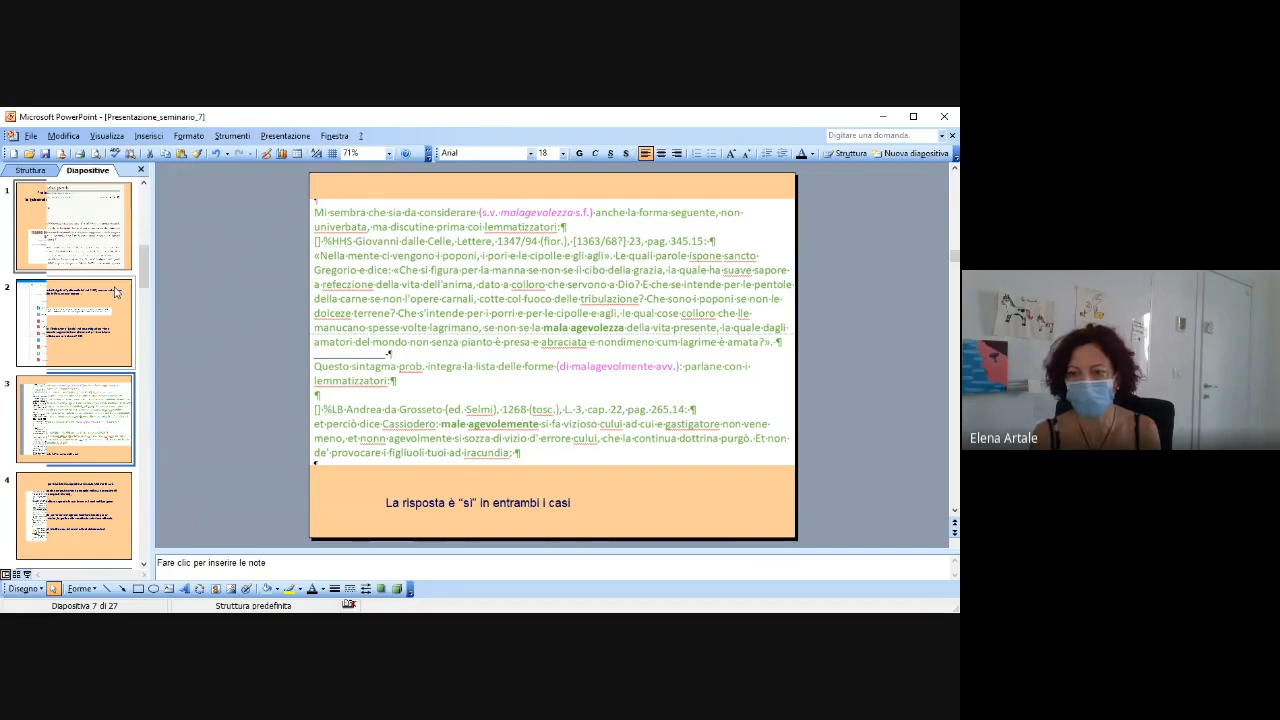 Microsoft PowerPoint - [Presentazione_seminario_7]
File Modifica Visualizza Inserisci Formato Strumenti Presentazione Finestra ?
Digitare una domanda.
71% Arial 18 G C S S Struttura Nuova diapositiva
Struttura Diapositive
1
2
3
4
Mi sembra che sia da considerare (s.v. malagevolezza s.f.) anche la forma seguente, non
univerbata, ma discutine prima coi lemmatizzatori:¶
[] %HHS Giovanni dalle Celle, Lettere, 1347/94 (fior.), [1363/68?] 23, pag. 345.15:¶
«Nella mente ci vengono i poponi, i pori e le cipolle e gli agli». Le quali parole ispone sancto
Gregorio e dice: «Che si figura per la manna se non se il cibo della grazia, la quale ha suave sapore
a refezione della vita dell'anima, dato a colloro che servono a Dio? E che se intende per le pentole
della carne se non l'opere carnali, cotte col fuoco delle tribulazione? Che sono i poponi se non le
dolceze terrene? Che s'intende per i porri e per le cipolle e agli, le qual cose colloro che lle
manucano spesse volte lagrimano, se non se la mala agevolezza della vita presente, la quale dagli
amatori del mondo non senza pianto è presa e abraciata e nondimeno cum lagrime è amata?».¶
Questo sintagma prob. integra la lista delle forme (di malagevolmente avv.): parlane con i
lemmatizzatori:¶
¶
[] %LB Andrea da Grosseto (ed. Selmi), 1268 (tosc.), L. 3, cap. 22, pag. 265.14:¶
et perciò dice Cassiodero: male agevolemente si fa vizioso cului ad cui e gastigatore non vene
meno, et nonn agevolmente si sozza di vizio d'errore cului, che la continua dottrina purgò. Et non
de' provocare i figliuoli tuoi ad iracundia;¶
La risposta è “sì” in entrambi i casi
Fare clic per inserire le note
Disegno Forme
Diapositiva 7 di 27 Struttura predefinita
Elena Artale